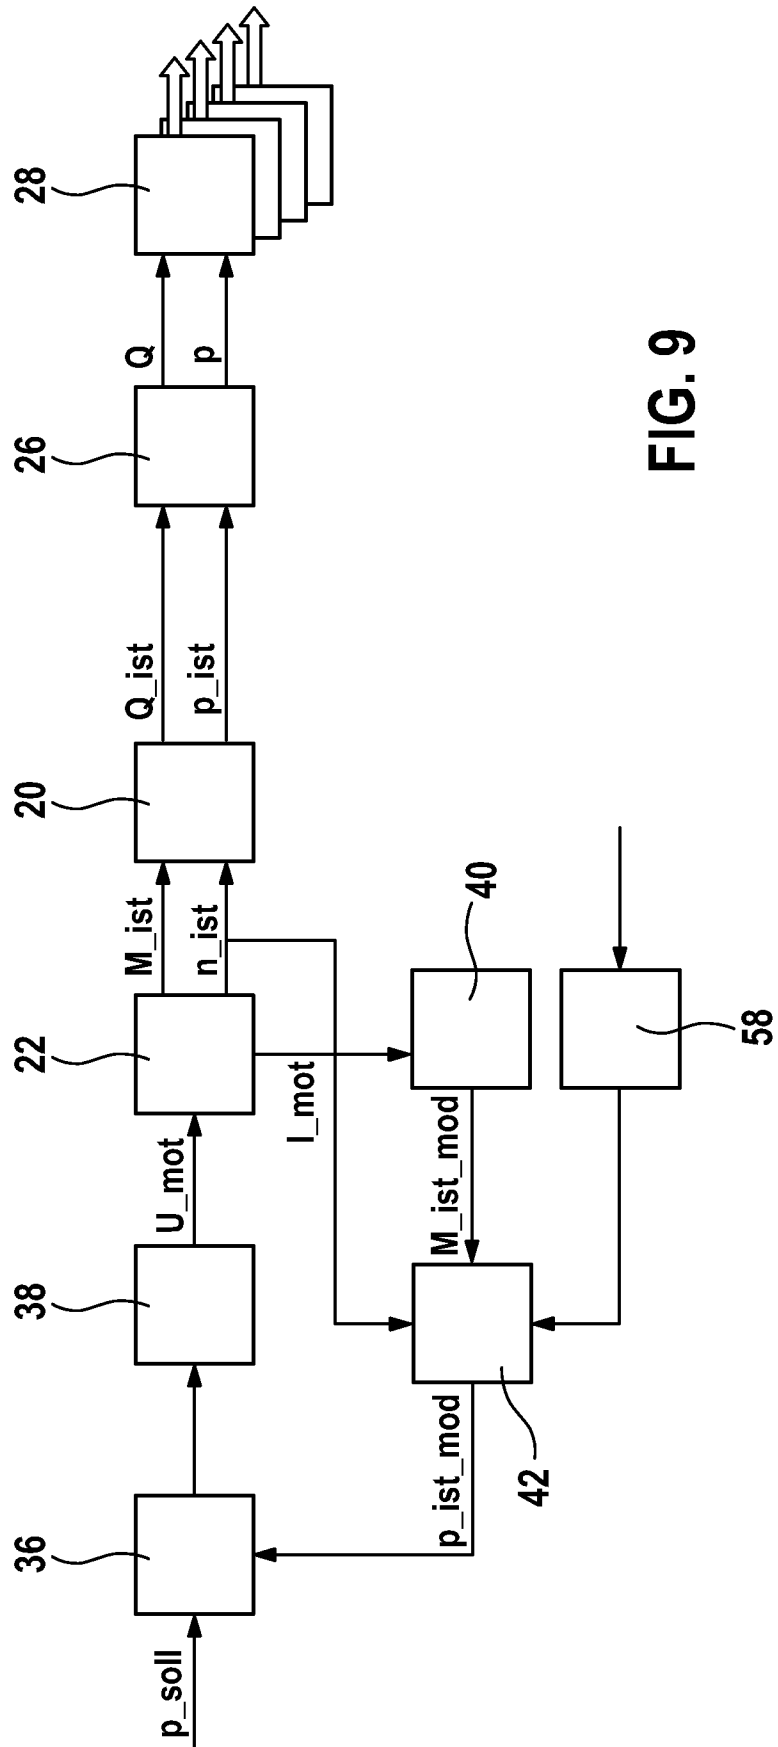 36
38
22
20
26
28
p_soll
U_mot
M_ist
n_ist
Q_ist
p_ist
Q
p
I_mot
p_ist_mod
M_ist_mod
42
40
58
FIG. 9